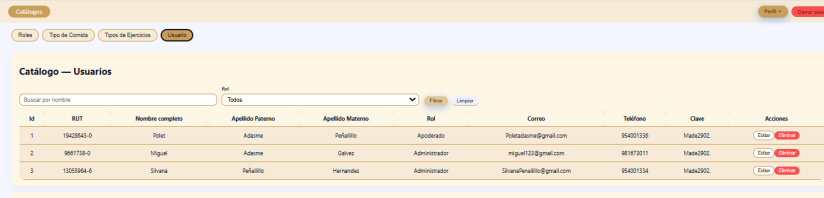 Catálogos Perfil Cerrar
Roles Tipo de Comida Tipos de Ejercicios Usuario
Catálogo — Usuarios
Rol
Buscar por nombre Todos Filtrar Limpiar
Id RUT Nombre completo Apellido Paterno Apellido Materno Rol Correo Teléfono Clave Acciones
1 19428643-0 Polet Adasme Peñailillo Apoderado Poletadasme@gmail.com 954001336 Made2902. Editar Eliminar
2 9661738-0 Miguel Adasme Galvez Administrador miguel123@gmail.com 981673011 Made2902. Editar Eliminar
3 13055964-6 Silvana Peñailillo Hernandez Administrador SilvanaPenailillo@gmail.com 954001334 Made2902. Editar Eliminar